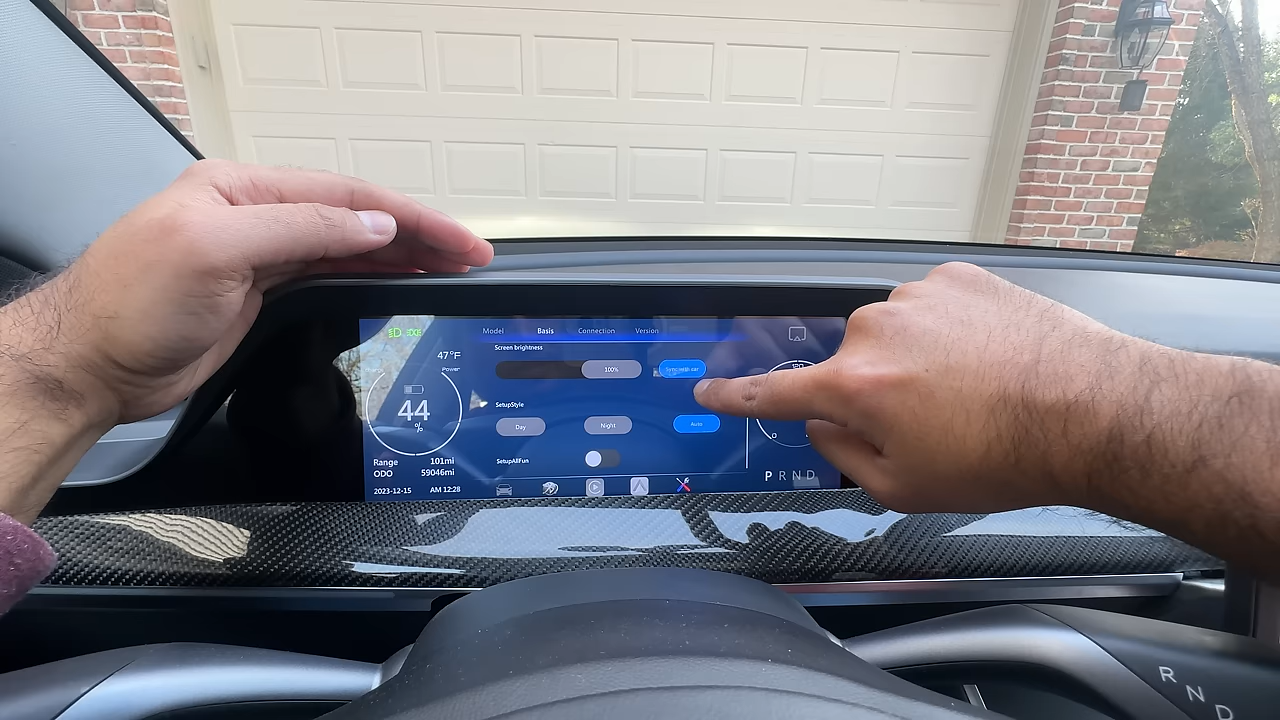 Model Basis Connection Version
Screen brightness
47°F
Power
100%
44
%
SetupStyle
Day Night Auto
SetupAllFun
Range 101mi
ODO 59046mi
2023-12-15 AM 12:28
P R N D
R N D